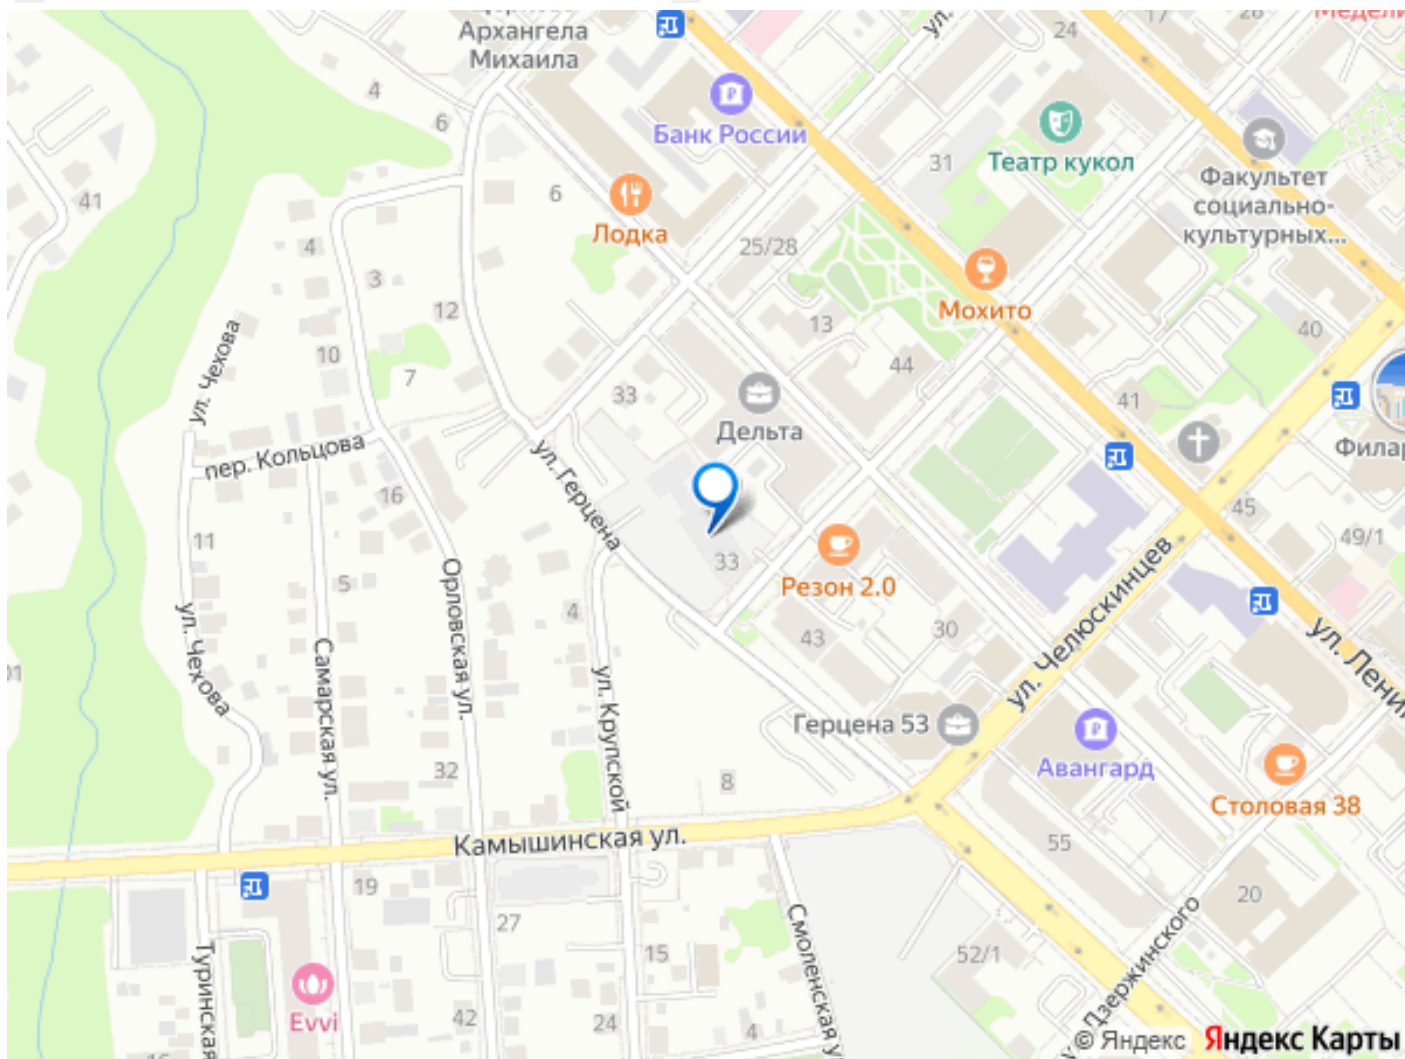 Архангела
Михаила
ул.
17
28
24
4
6
Банк России
Театр кукол
31
Факультет
социально-
культурных...
41
6
Лодка
25/28
4
3
12
Мохито
13
40
ул. Чехова
10
7
33
44
41
Дельта
Филар
пер. Кольцова
ул. Герцена
16
45
49/1
11
33
5
Орловская ул.
Резон 2.0
4
43
30
ул. Челюскинцев
ул. Чехова
Самарская ул.
ул. Крупской
ул. Ленин
Герцена 53
32
8
Авангард
Столовая 38
Камышинская ул.
55
19
20
27
Смоленская у
Туринская
15
52/1
Дзержинского
Evvi
42
24
4
© Яндекс Яндекс Карты